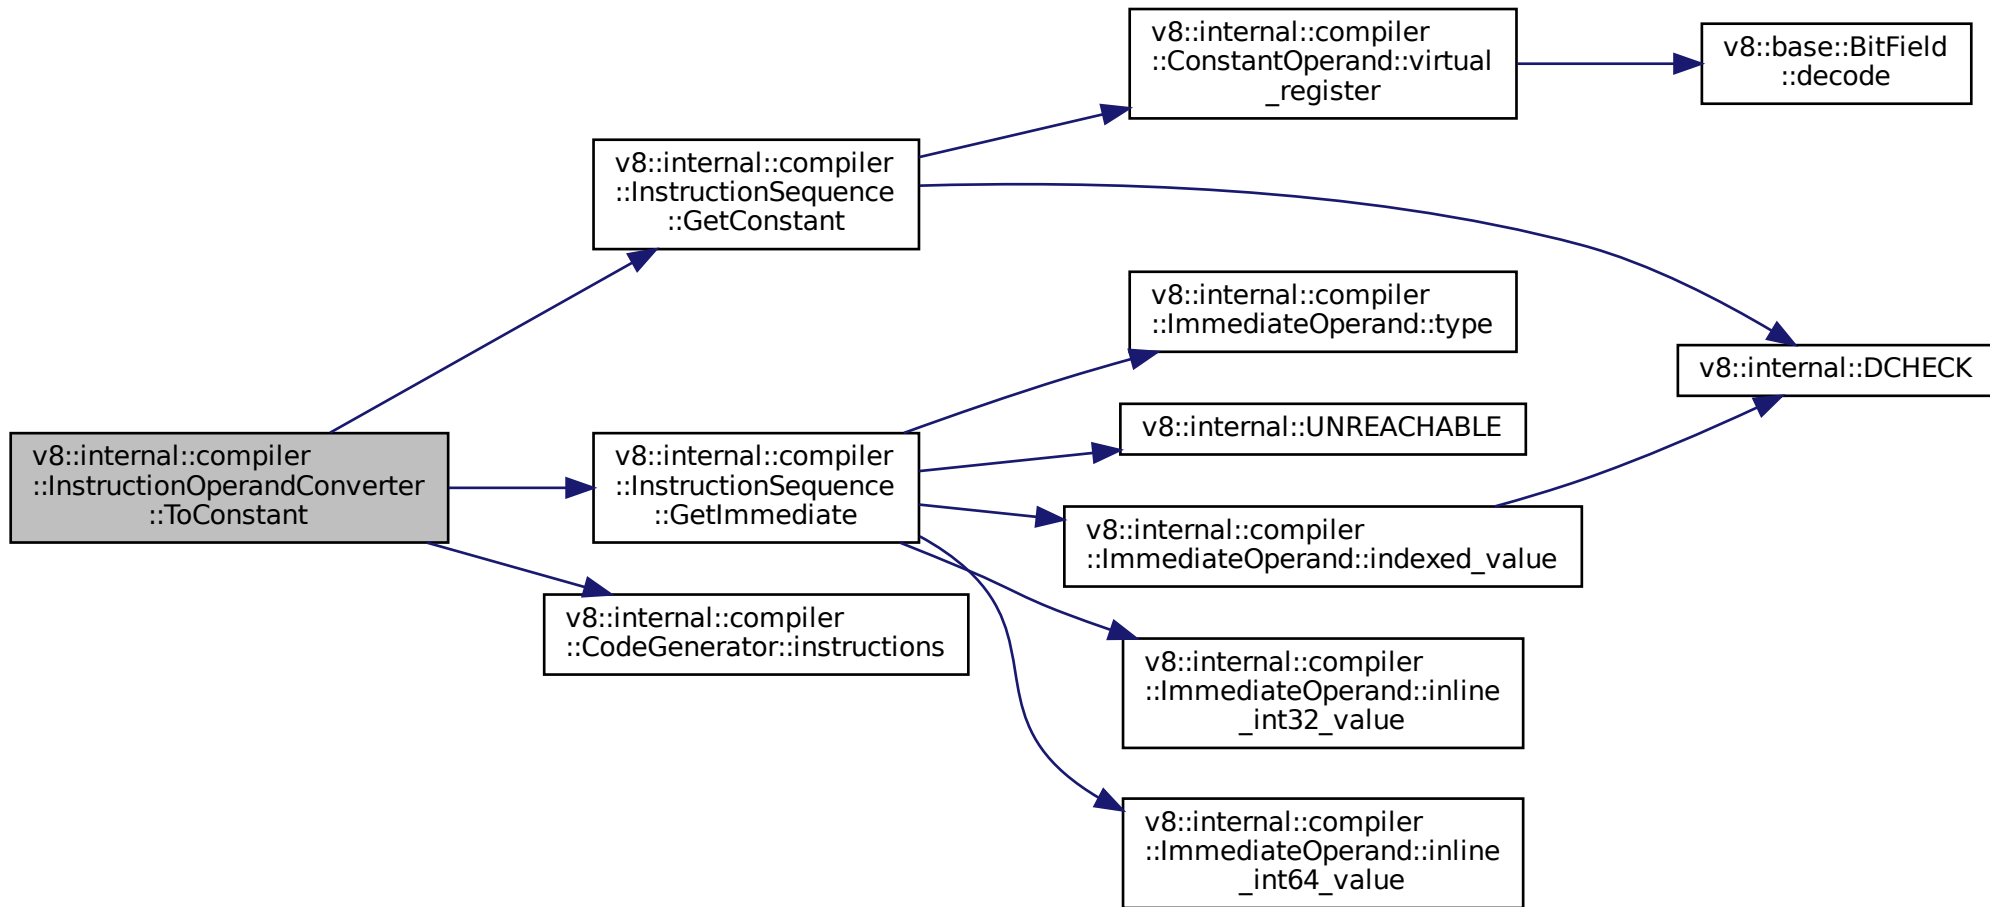 v8::internal::compiler
::InstructionOperandConverter
::ToConstant
v8::internal::compiler
::InstructionSequence
::GetConstant
v8::internal::compiler
::InstructionSequence
::GetImmediate
v8::internal::compiler
::CodeGenerator::instructions
v8::internal::compiler
::ConstantOperand::virtual
_register
v8::base::BitField
::decode
v8::internal::compiler
::ImmediateOperand::type
v8::internal::DCHECK
v8::internal::UNREACHABLE
v8::internal::compiler
::ImmediateOperand::indexed_value
v8::internal::compiler
::ImmediateOperand::inline
_int32_value
v8::internal::compiler
::ImmediateOperand::inline
_int64_value